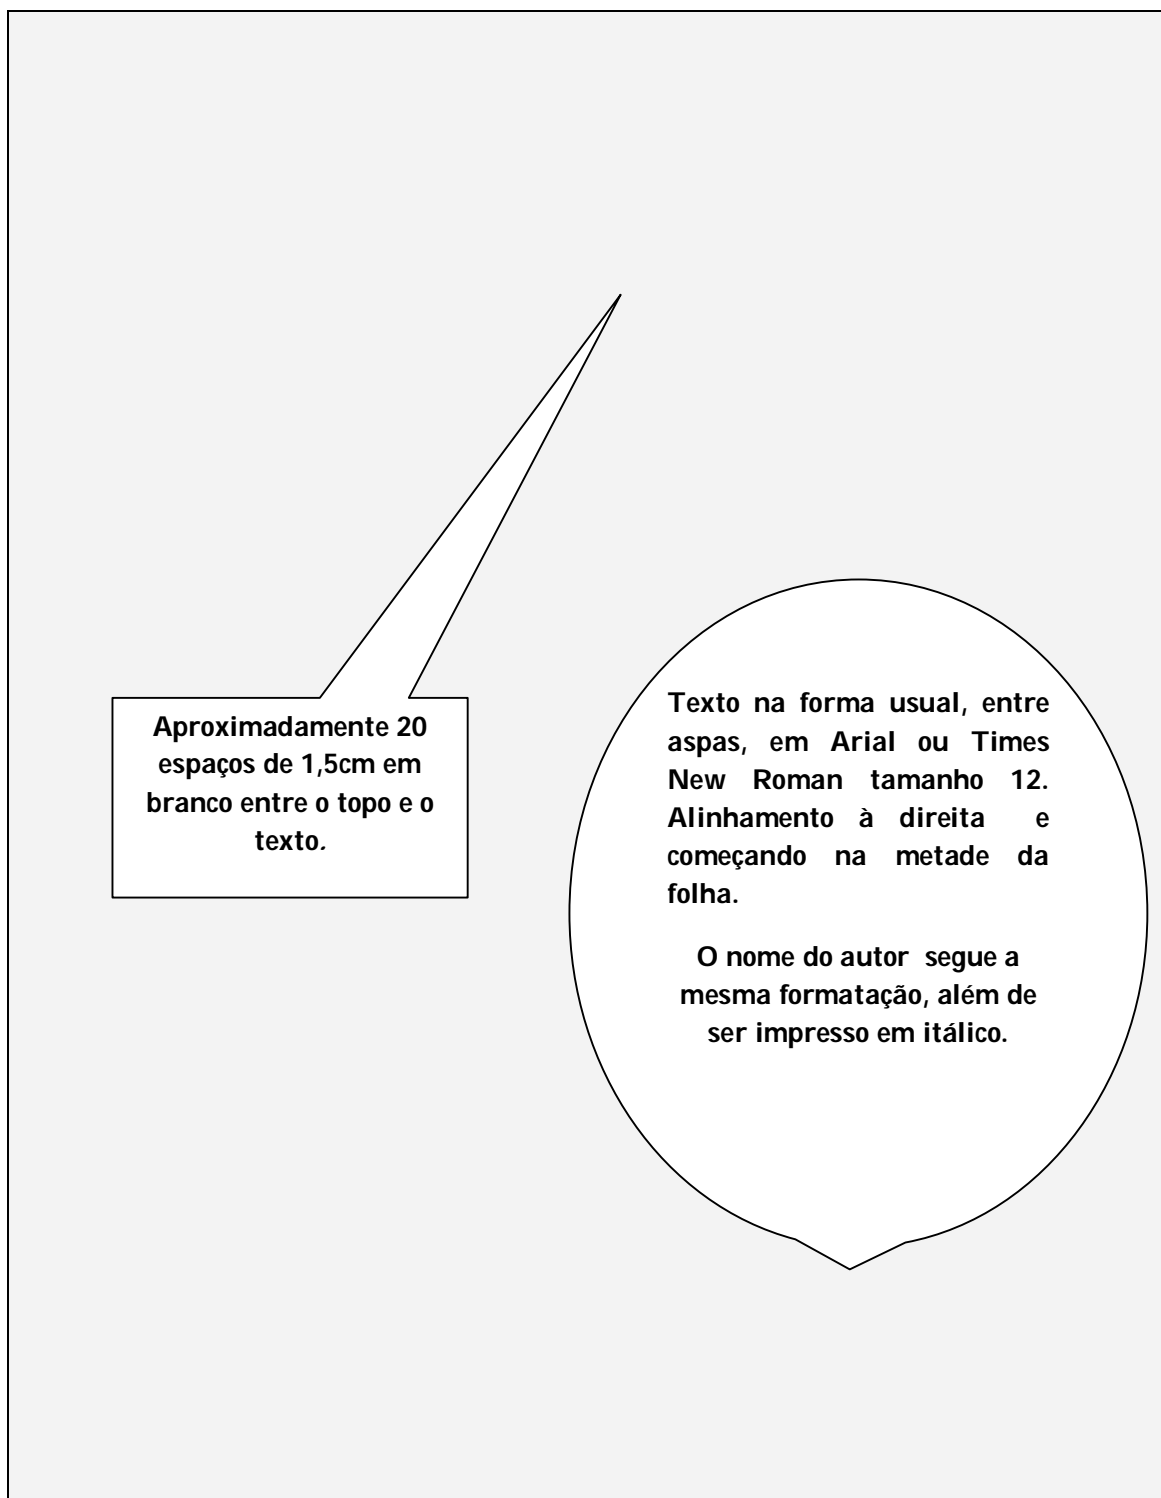 Aproximadamente 20
espaços de 1,5cm em
branco entre o topo e o
texto.
Texto na forma usual, entre
aspas, em Arial ou Times
New Roman tamanho 12.
Alinhamento à direita e
começando na metade da
folha.
O nome do autor segue a
mesma formatação, além de
ser impresso em itálico.